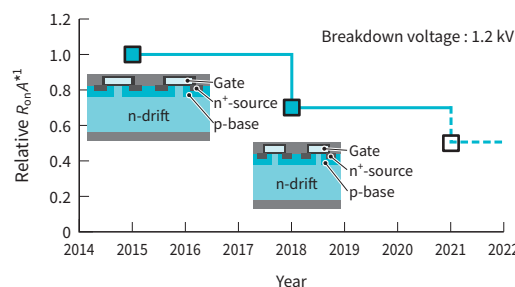 1.2
Breakdown voltage : 1.2 kV
1.0
0.8
0.6
0.4
0.2
0
Relative RonA*1
Gate
n+-source
p-base
n-drift
Gate
n+-source
p-base
n-drift
2014 2015 2016 2017 2018 2019 2020 2021 2022
Year